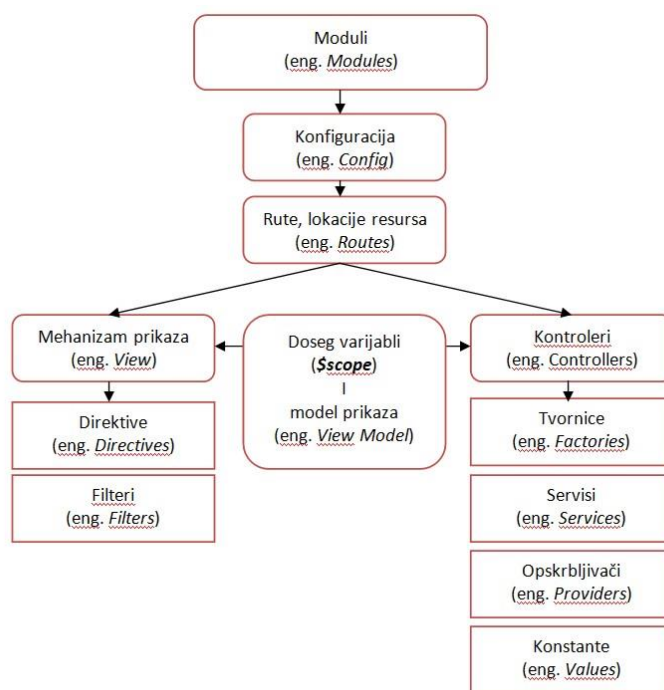 Moduli
(eng. Modules)
Konfiguracija
(eng. Config)
Rute, lokacije resursa
(eng. Routes)
Mehanizam prikaza
(eng. View)
Doseg varijabli
($scope)
I
model prikaza
(eng. View Model)
Kontroleri
(eng. Controllers)
Direktive
(eng. Directives)
Filteri
(eng. Filters)
Tvornice
(eng. Factories)
Servisi
(eng. Services)
Opskrbljivači
(eng. Providers)
Konstante
(eng. Values)